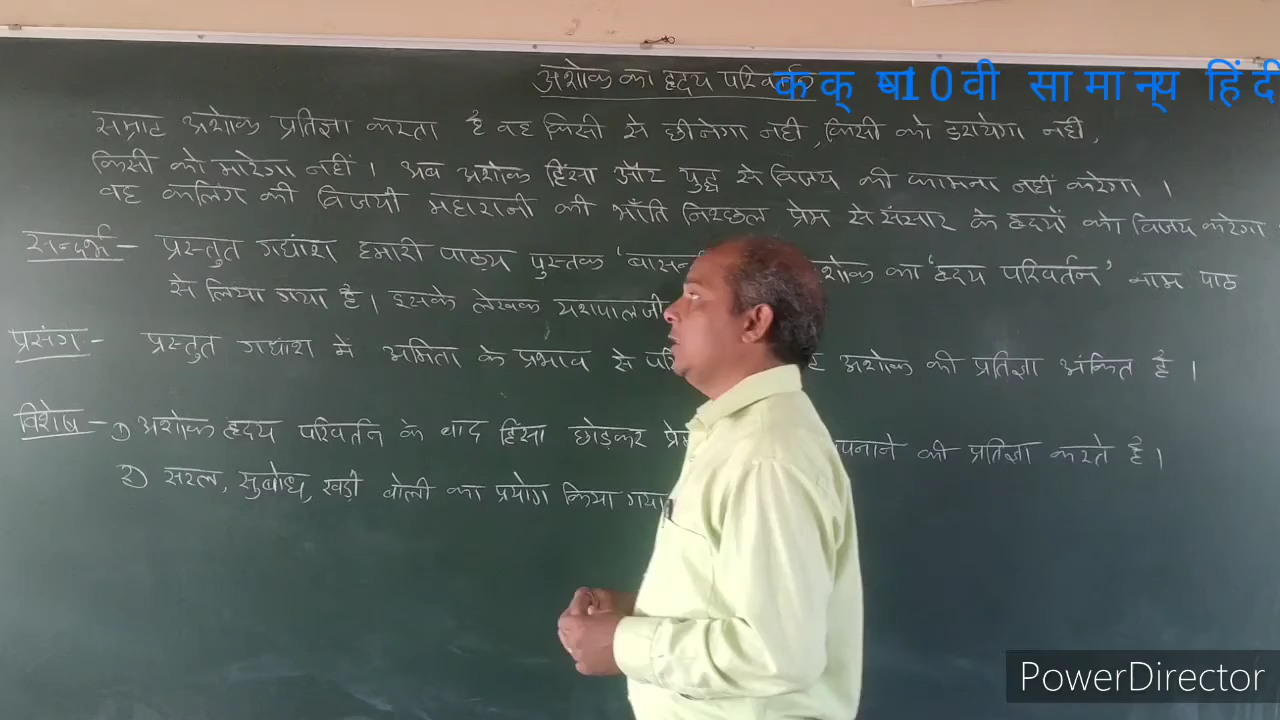 अशोक का हृदय परिवर्तन
कक्षा 10वी सामान्य हिंदी
सम्राट अशोक प्रतिज्ञा करता है वह किसी से छीनेगा नहीं, किसी को डरायेगा नहीं,
किसी को मारेगा नहीं। अब अशोक हिंसा और युद्ध से विजय की कामना नहीं करेगा।
वह कलिंग की विजयी महारानी की भाँति निश्छल प्रेम से संसार के हृदयों को विजय करेगा
सन्दर्भ - प्रस्तुत गद्यांश हमारी पाठ्य पुस्तक 'बासन्ती अशोक का 'हृदय परिवर्तन' नाम पाठ
से लिया गया है। इसके लेखक यशपाल जी
प्रसंग - प्रस्तुत गद्यांश में अमिता के प्रभाव से अशोक की प्रतिज्ञा अंकित है।
विशेष - 1) अशोक हृदय परिवर्तन के बाद हिंसा छोड़कर प्रेम अपनाने की प्रतिज्ञा करते है।
2) सरल, सुबोध, खड़ी बोली का प्रयोग किया गया
PowerDirector